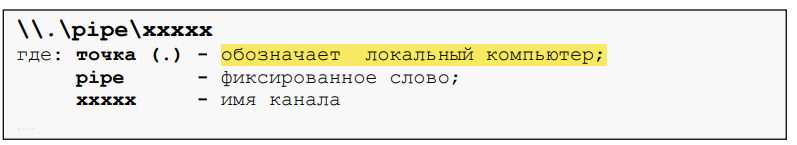 \\.\pipe\xxxxx
где: точка (.) - обозначает локальный компьютер;
pipe - фиксированное слово;
xxxxx - имя канала